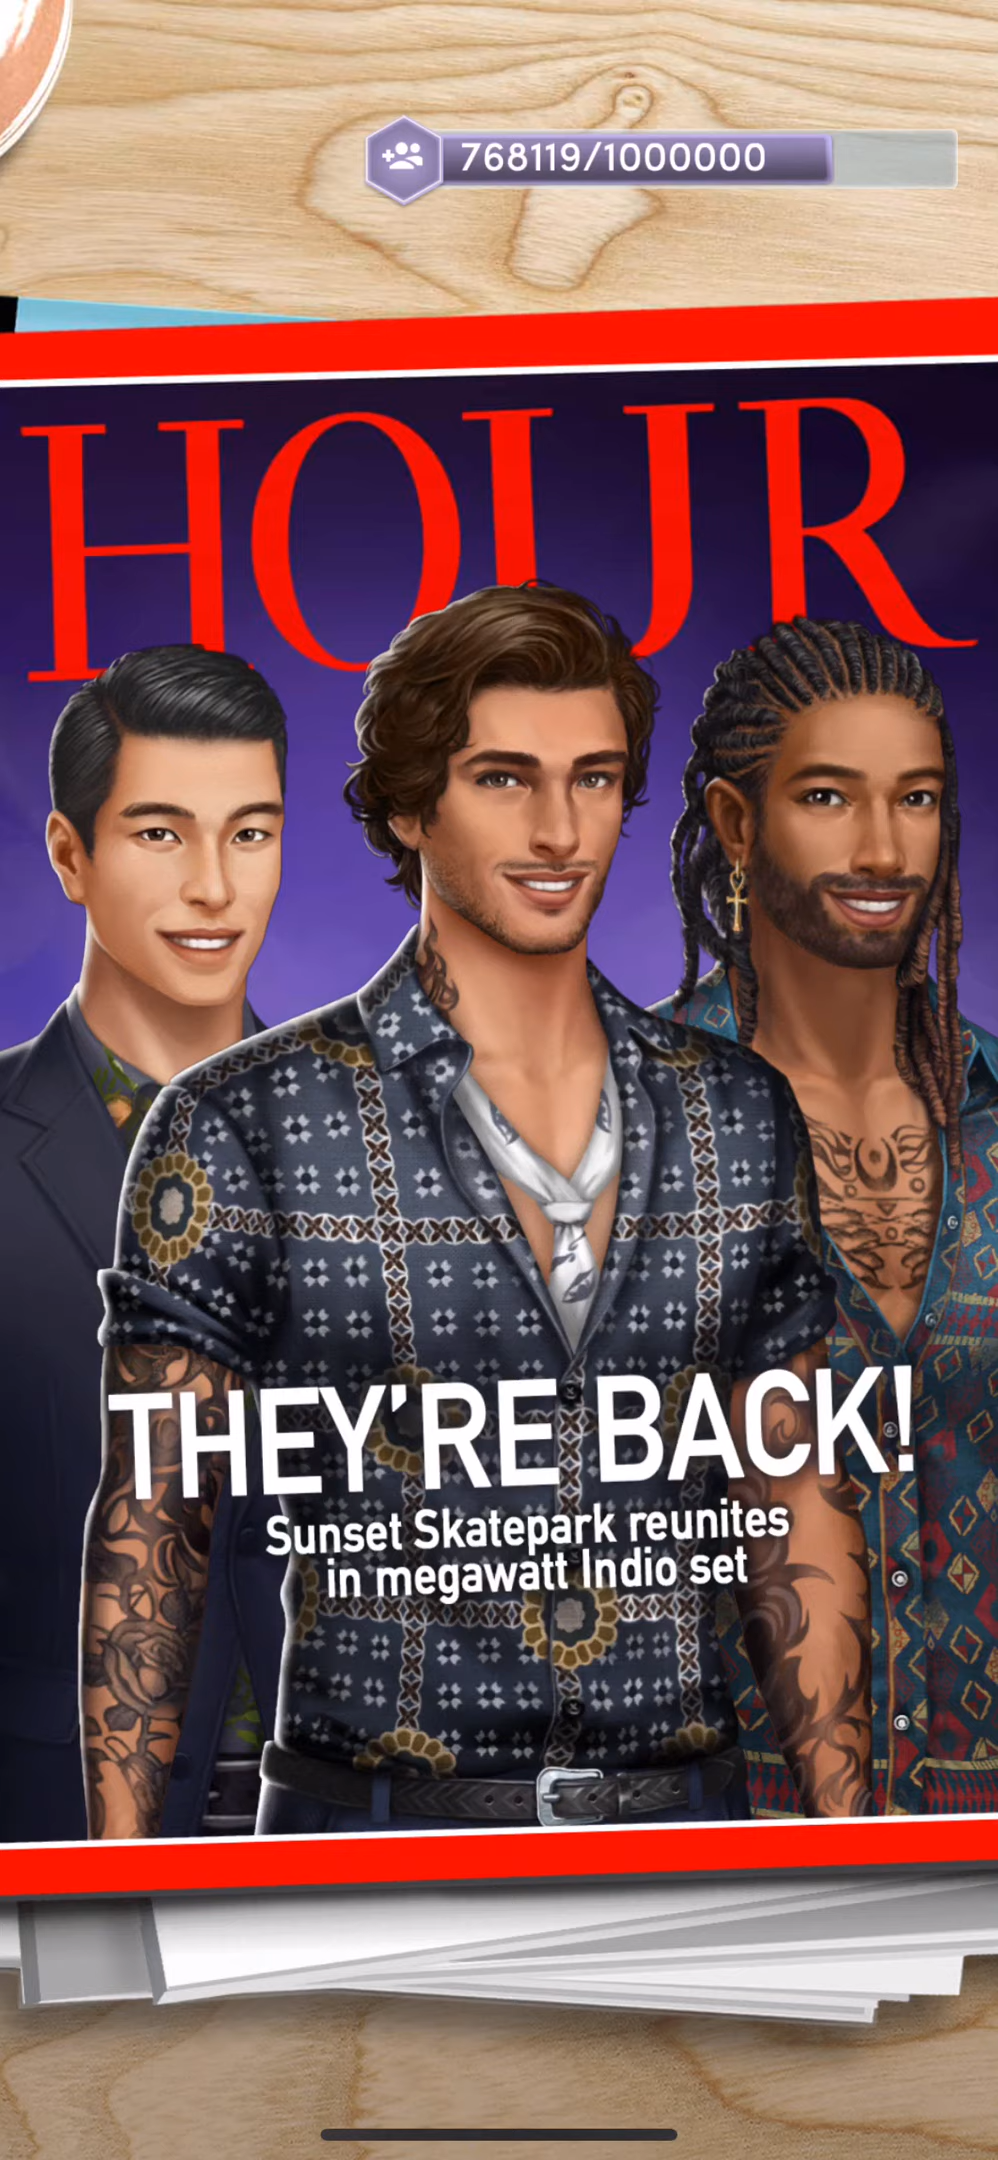 768119/1000000
HOUR
THEY'RE BACK!
Sunset Skatepark reunites
in megawatt Indio set